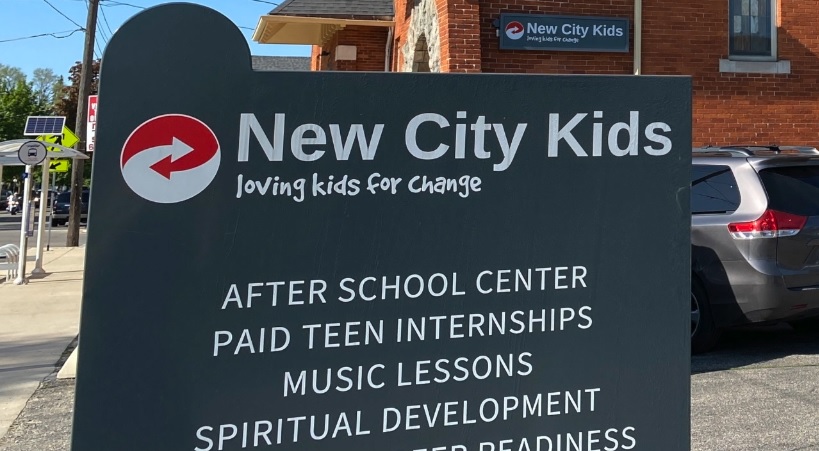 New City Kids
loving kids for change
New City Kids
loving kids for change
AFTER SCHOOL CENTER
PAID TEEN INTERNSHIPS
MUSIC LESSONS
SPIRITUAL DEVELOPMENT
READINESS